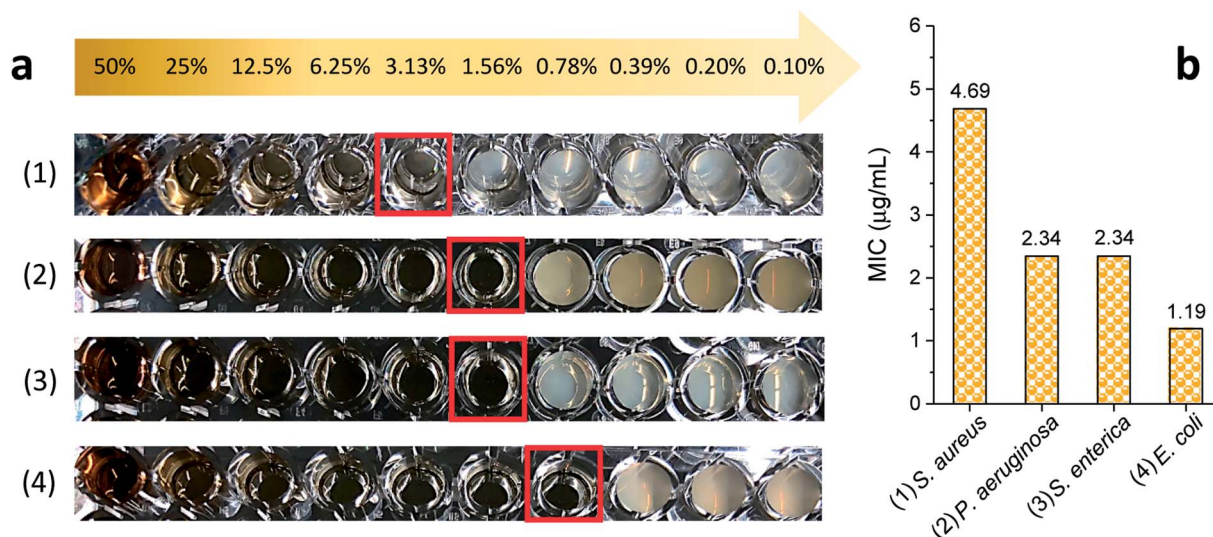 a
50% 25% 12.5% 6.25% 3.13% 1.56% 0.78% 0.39% 0.20% 0.10%
(1)
(2)
(3)
(4)
b
MIC (µg/mL)
6
5
4
3
2
1
0
4.69
2.34
2.34
1.19
(1) S. aureus
(2) P. aeruginosa
(3) S. enterica
(4) E. coli